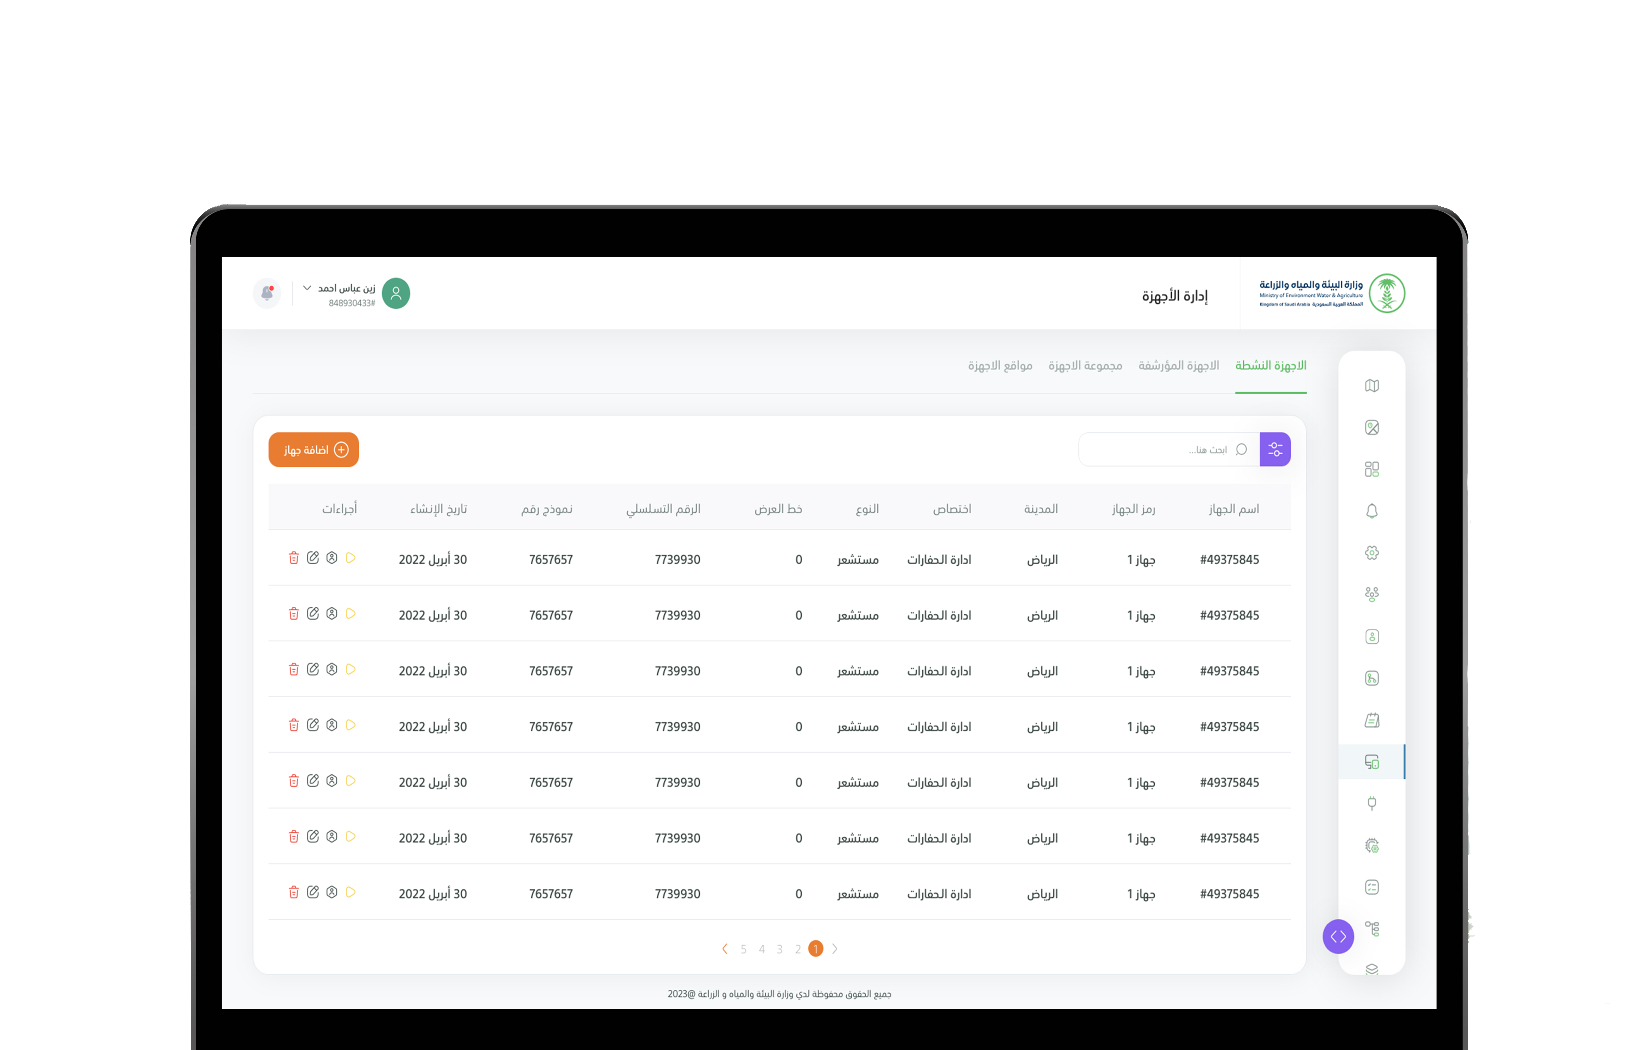 وزارة البيئة والمياه والزراعة
Ministry of Environment Water & Agriculture
المملكة العربية السعودية Kingdom of Saudi Arabia
إدارة الأجهزة
زين عباس احمد
848930433#
الاجهزة النشطة الاجهزة المؤرشفة مجموعة الاجهزة مواقع الاجهزة
ابحث هنا...
اضافة جهاز
اسم الجهاز رمز الجهاز المدينة اختصاص النوع خط العرض الرقم التسلسلي نموذج رقم تاريخ الإنشاء أجراءات
#49375845 جهاز 1 الرياض ادارة الحفارات مستشعر 0 7739930 7657657 30 أبريل 2022
#49375845 جهاز 1 الرياض ادارة الحفارات مستشعر 0 7739930 7657657 30 أبريل 2022
#49375845 جهاز 1 الرياض ادارة الحفارات مستشعر 0 7739930 7657657 30 أبريل 2022
#49375845 جهاز 1 الرياض ادارة الحفارات مستشعر 0 7739930 7657657 30 أبريل 2022
#49375845 جهاز 1 الرياض ادارة الحفارات مستشعر 0 7739930 7657657 30 أبريل 2022
#49375845 جهاز 1 الرياض ادارة الحفارات مستشعر 0 7739930 7657657 30 أبريل 2022
#49375845 جهاز 1 الرياض ادارة الحفارات مستشعر 0 7739930 7657657 30 أبريل 2022
1 2 3 4 5
جميع الحقوق محفوظة لدي وزارة البيئة والمياه و الزراعة @2023